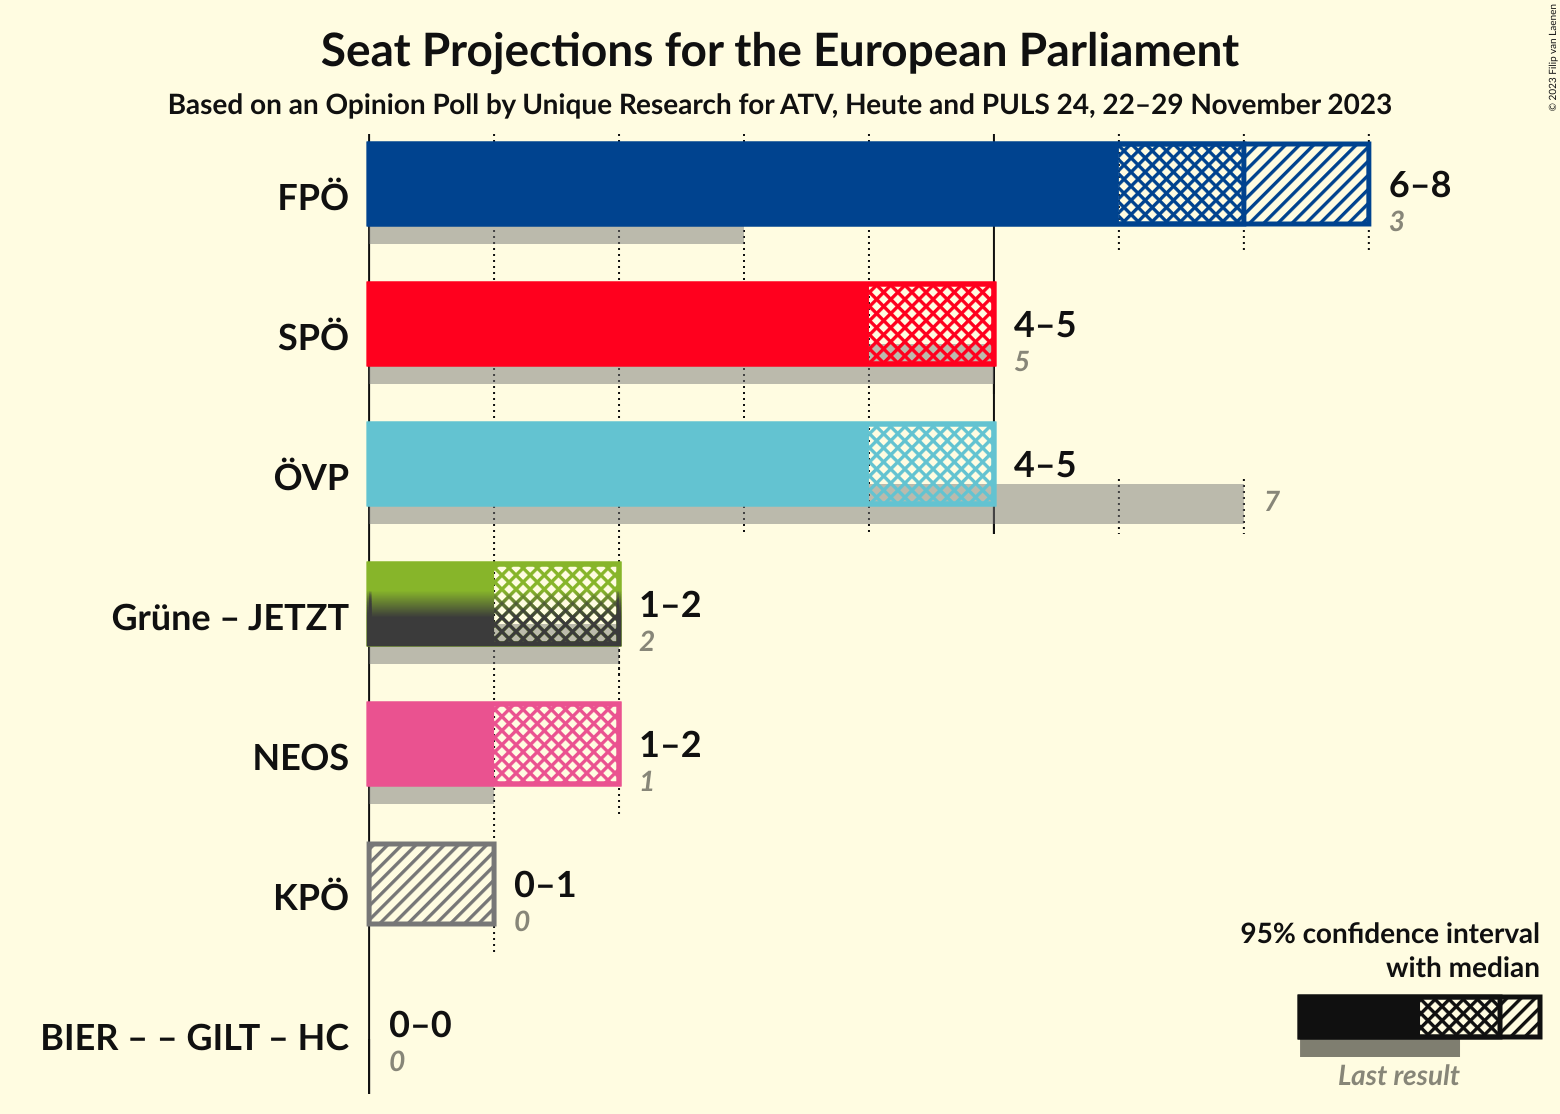 Seat Projections for the European Parliament
Based on an Opinion Poll by Unique Research for ATV, Heute and PULS 24, 22–29 November 2023
© 2023 Filip van Laenen
FPÖ
6–8
3
SPÖ
4–5
5
ÖVP
4–5
7
Grüne – JETZT
1–2
2
NEOS
1–2
1
KPÖ
0–1
0
BIER – – GILT – HC
0–0
0
95% confidence interval
with median
Last result